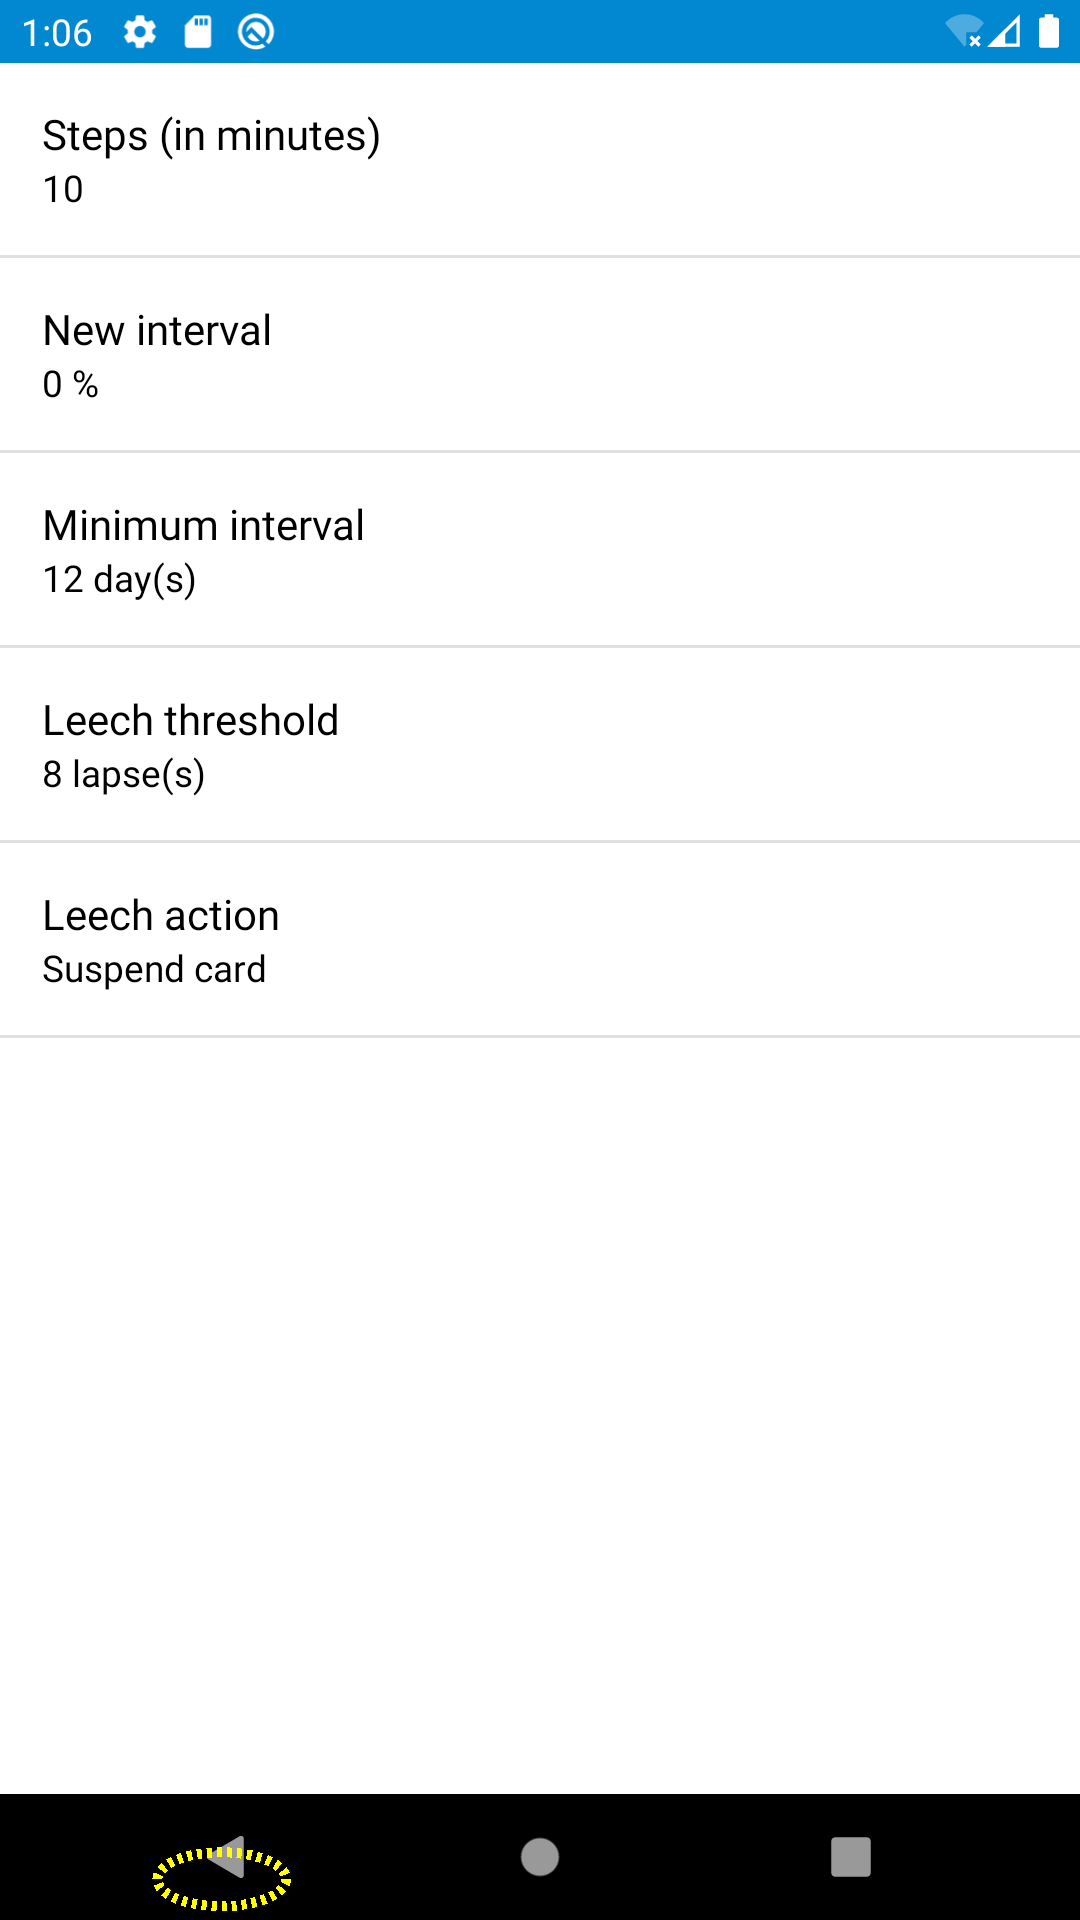 1:06
Steps (in minutes)
10
New interval
0 %
Minimum interval
12 day(s)
Leech threshold
8 lapse(s)
Leech action
Suspend card